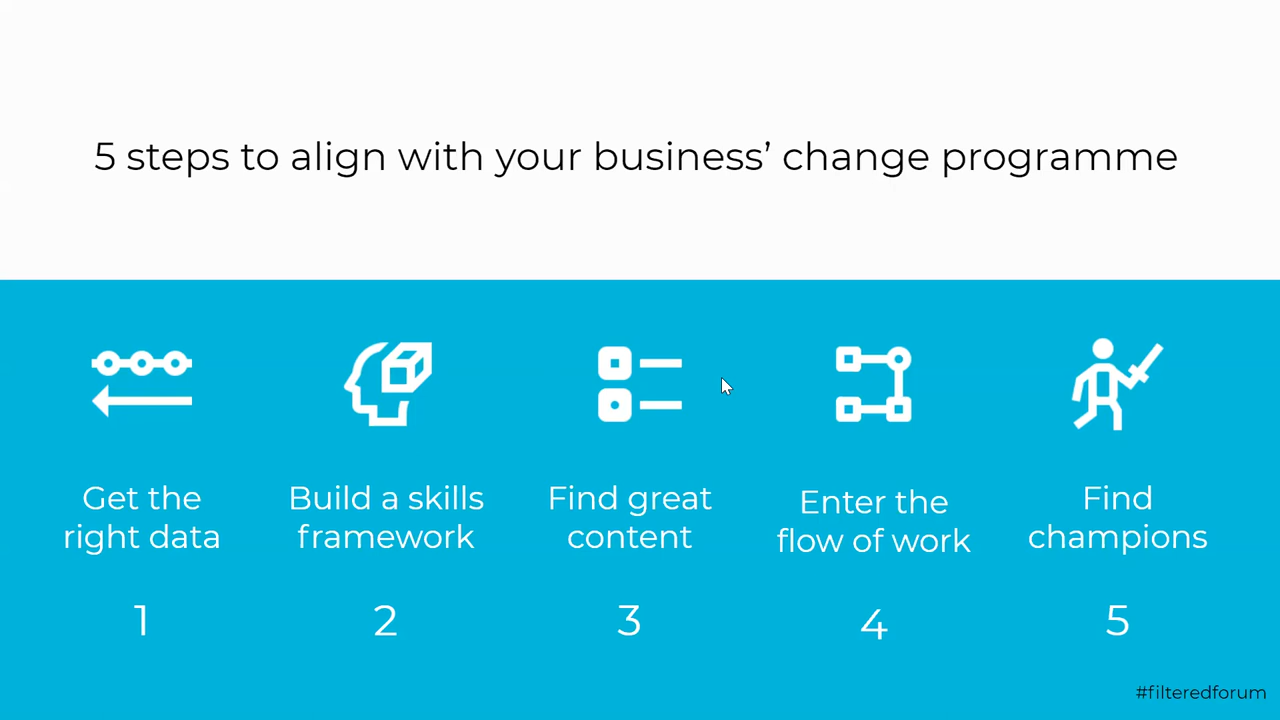 5 steps to align with your business’ change programme
Get the
right data
1
Build a skills
framework
2
Find great
content
3
Enter the
flow of work
4
Find
champions
5
#filteredforum